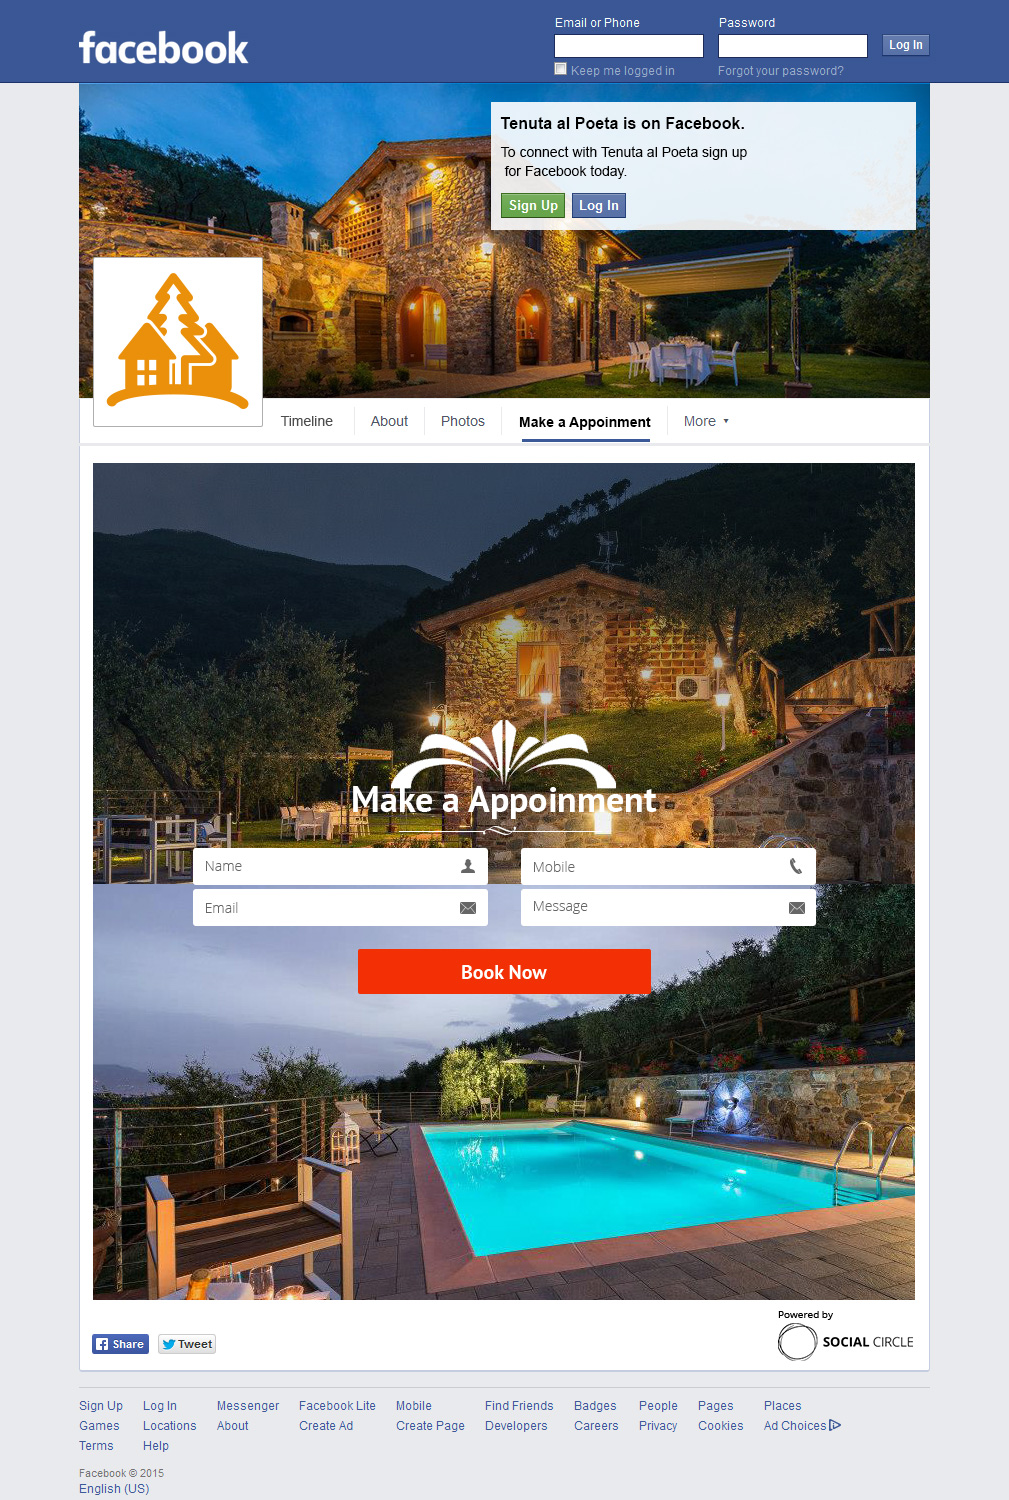 facebook
Email or Phone
Password
Log In
Keep me logged in
Forgot your password?
Tenuta al Poeta is on Facebook.
To connect with Tenuta al Poeta sign up
for Facebook today.
Sign Up
Log In
Timeline
About
Photos
Make a Appoinment
More
Make a Appoinment
Name
Mobile
Email
Message
Book Now
Powered by
SOCIAL CIRCLE
Share
Tweet
Sign Up Log In Messenger Facebook Lite Mobile Find Friends Badges People Pages Places
Games Locations About Create Ad Create Page Developers Careers Privacy Cookies Ad Choices
Terms Help
Facebook © 2015
English (US)